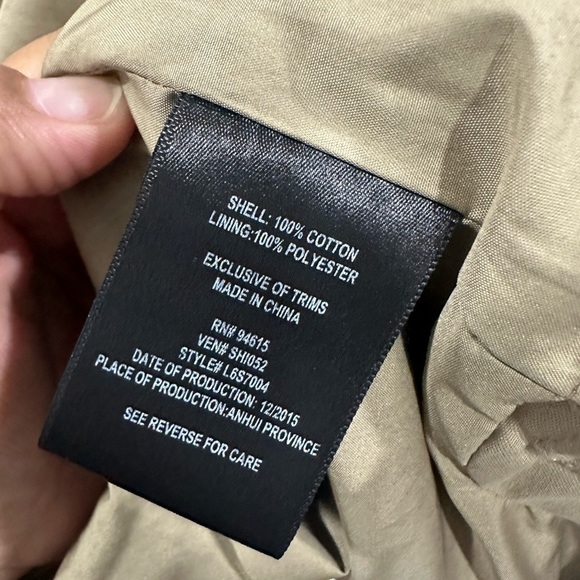 SHELL: 100% COTTON
LINING:100% POLYESTER
EXCLUSIVE OF TRIMS
MADE IN CHINA
RN# 94615
VEN# SHI052
STYLE# L6S7004
DATE OF PRODUCTION: 12/2015
PLACE OF PRODUCTION:ANHUI PROVINCE
SEE REVERSE FOR CARE